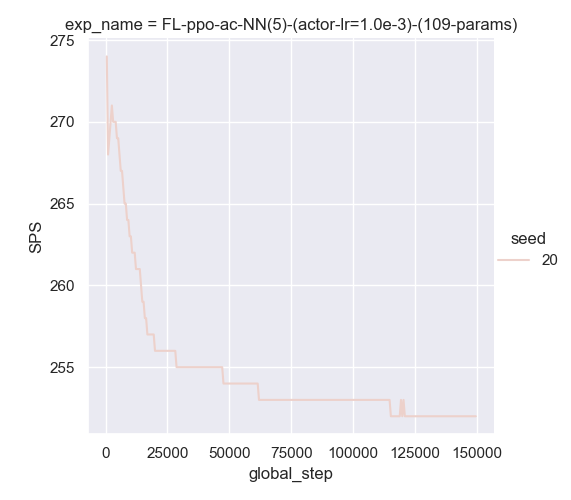 exp_name = FL-ppo-ac-NN(5)-(actor-lr=1.0e-3)-(109-params)
275
270
265
260
255
SPS
0 25000 50000 75000 100000 125000 150000
global_step
seed
20